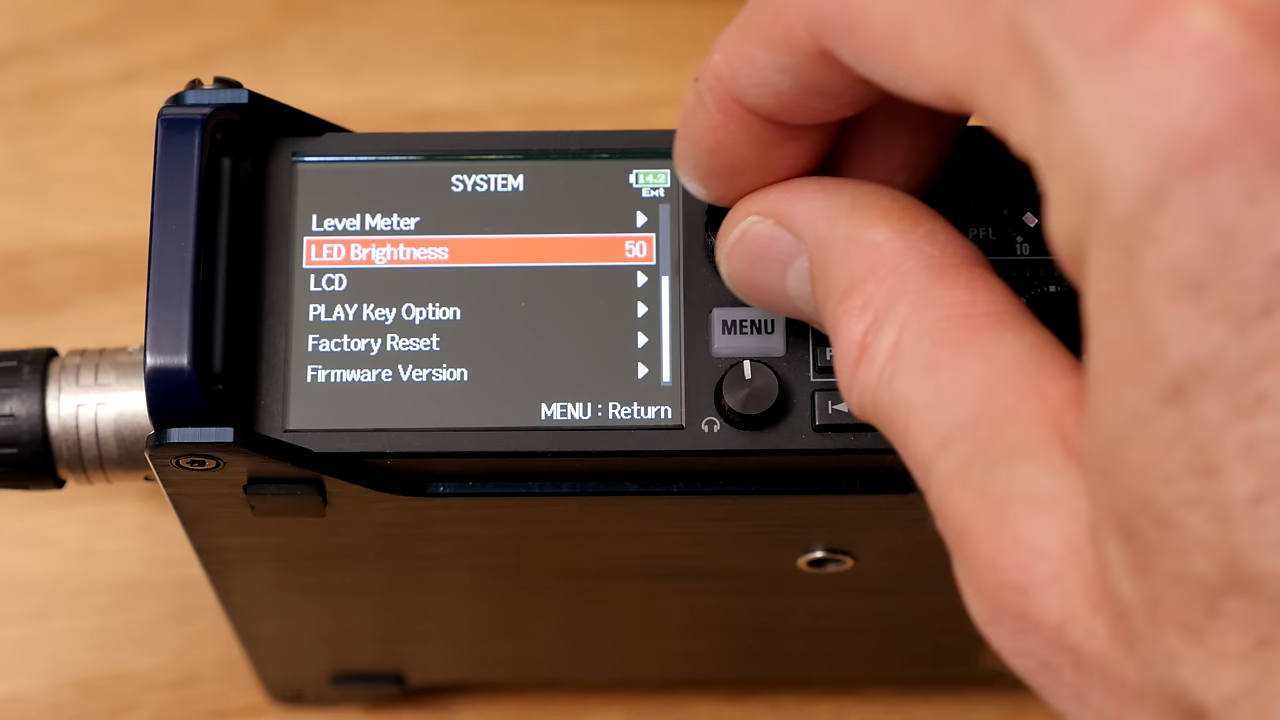 SYSTEM
14.2
Ext
Level Meter
LED Brightness 50
LCD
PLAY Key Option
Factory Reset
Firmware Version
MENU : Return
MENU
PFL
10